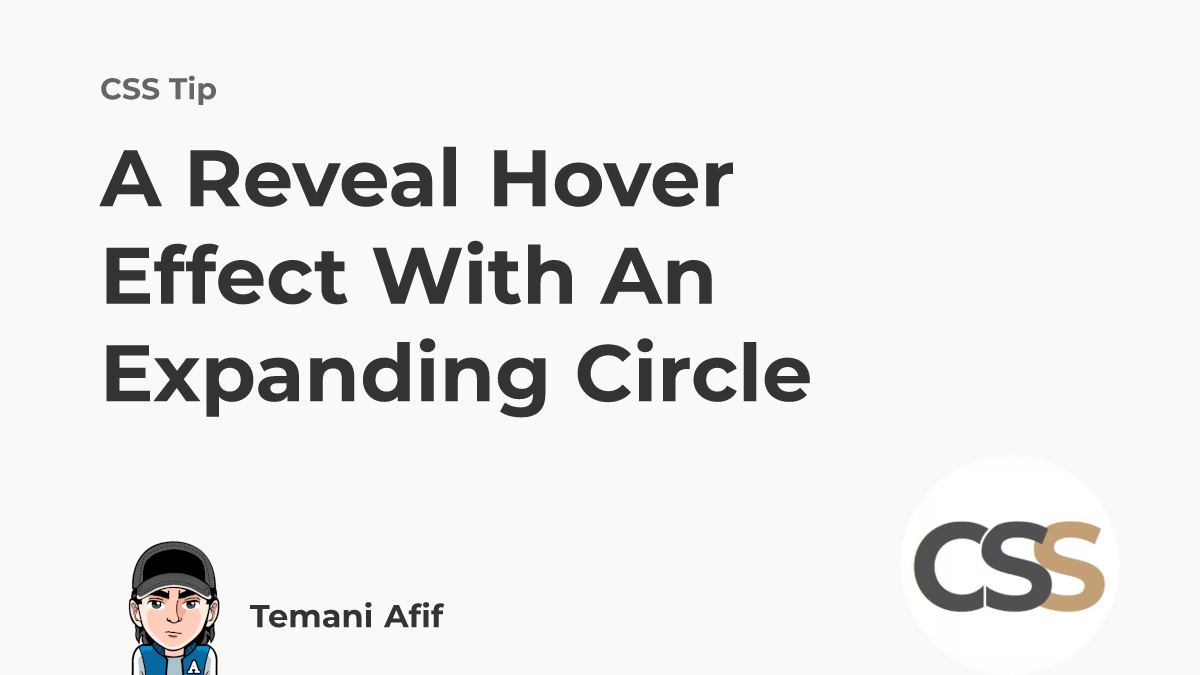 CSS Tip
A Reveal Hover
Effect With An
Expanding Circle
A
Temani Afif
CSS